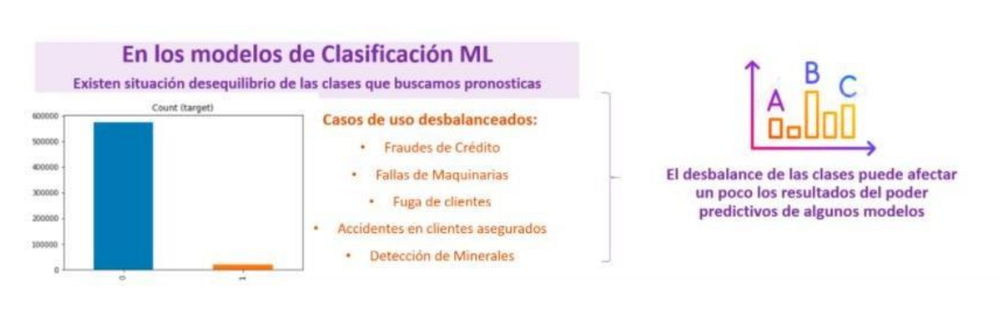 En los modelos de Clasificación ML
Existen situación desequilibrio de las clases que buscamos pronosticas
Count (target)
600000
500000
400000
300000
200000
100000
0
0
1
Casos de uso desbalanceados:
• Fraudes de Crédito
• Fallas de Maquinarias
• Fuga de clientes
• Accidentes en clientes asegurados
• Detección de Minerales
A
B
C
El desbalance de las clases puede afectar
un poco los resultados del poder
predictivos de algunos modelos